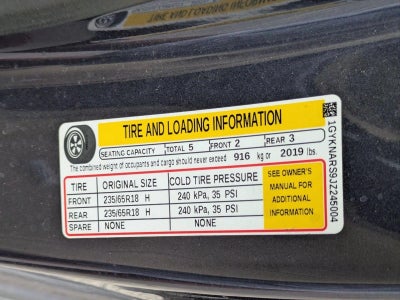 TIRE AND LOADING INFORMATION
SEATING CAPACITY TOTAL 5 FRONT 2 REAR 3
The combined weight of occupants and cargo should never exceed 916 kg or 2019 lbs.
TIRE ORIGINAL SIZE COLD TIRE PRESSURE
FRONT 235/65R18 H 240 kPa, 35 PSI
REAR 235/65R18 H 240 kPa, 35 PSI
SPARE NONE NONE
SEE OWNER'S
MANUAL FOR
ADDITIONAL
INFORMATION
1GYKNARS9JZ245004